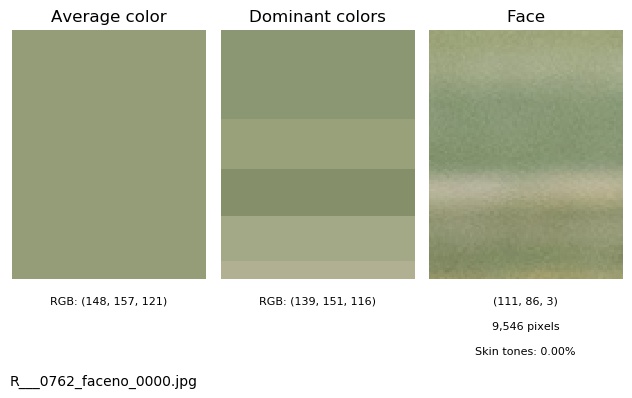 Average color
Dominant colors
Face
RGB: (148, 157, 121)
RGB: (139, 151, 116)
(111, 86, 3)
9,546 pixels
Skin tones: 0.00%
R___0762_faceno_0000.jpg